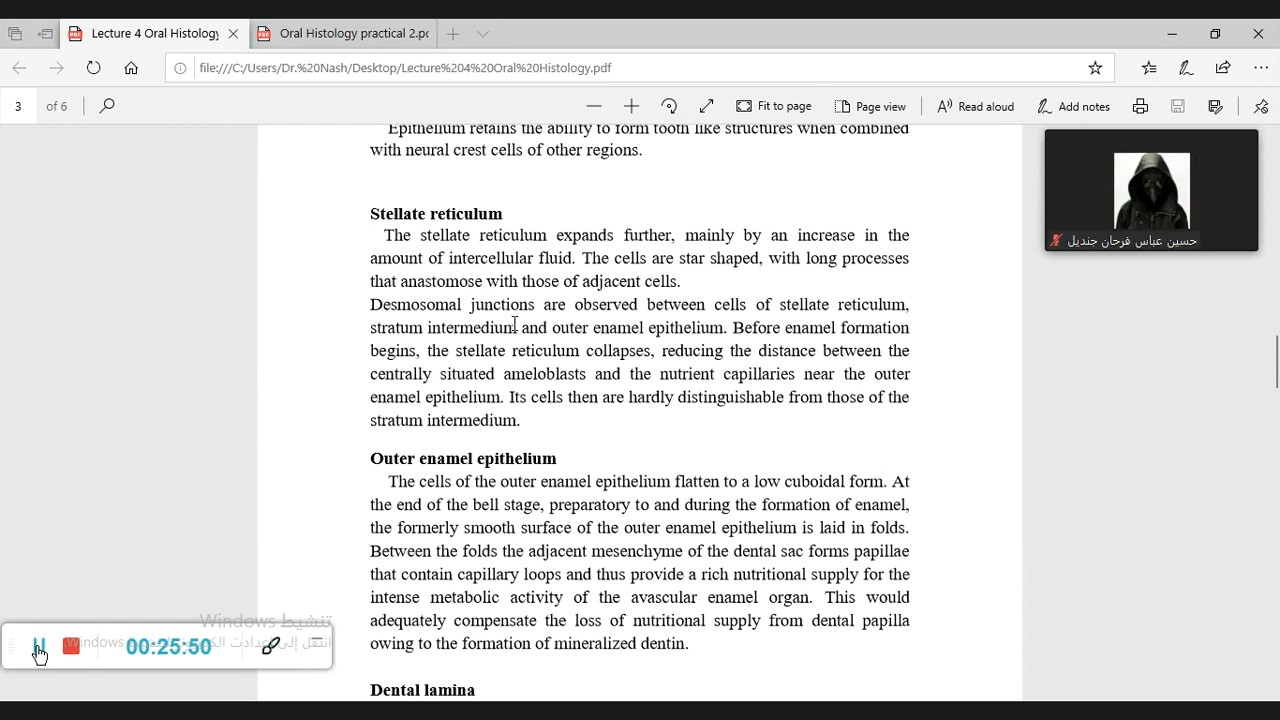 Lecture 4 Oral Histology
Oral Histology practical 2.pd
file:///C:/Users/Dr.%20Nash/Desktop/Lecture%204%20Oral%20Histology.pdf
3 of 6
Fit to page
Page view
Read aloud
Add notes
Epithelium retains the ability to form tooth like structures when combined
with neural crest cells of other regions.
حسين عباس فرحان جنديل
Stellate reticulum
The stellate reticulum expands further, mainly by an increase in the
amount of intercellular fluid. The cells are star shaped, with long processes
that anastomose with those of adjacent cells.
Desmosomal junctions are observed between cells of stellate reticulum,
stratum intermedium and outer enamel epithelium. Before enamel formation
begins, the stellate reticulum collapses, reducing the distance between the
centrally situated ameloblasts and the nutrient capillaries near the outer
enamel epithelium. Its cells then are hardly distinguishable from those of the
stratum intermedium.
Outer enamel epithelium
The cells of the outer enamel epithelium flatten to a low cuboidal form. At
the end of the bell stage, preparatory to and during the formation of enamel,
the formerly smooth surface of the outer enamel epithelium is laid in folds.
Between the folds the adjacent mesenchyme of the dental sac forms papillae
that contain capillary loops and thus provide a rich nutritional supply for the
intense metabolic activity of the avascular enamel organ. This would
adequately compensate the loss of nutritional supply from dental papilla
owing to the formation of mineralized dentin.
Dental lamina
تنشيط Windows
انتقل إلى إعدادت الك Windows.
00:25:50